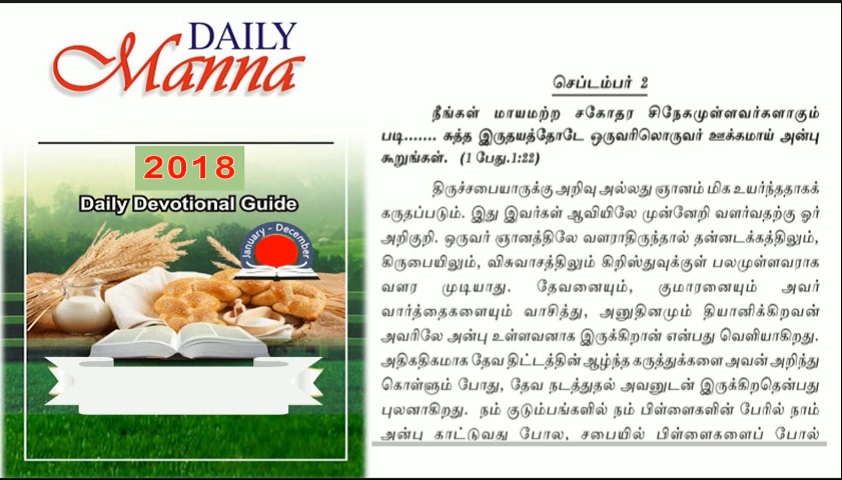 DAILY
Manna
2018
Daily Devotional Guide
January - December
செப்டம்பர் 2
நீங்கள் மாயமற்ற சகோதர சிநேகமுள்ளவர்களாகும்
படி....... சுத்த இருதயத்தோடே ஒருவரிலொருவர் ஊக்கமாய் அன்பு
கூறுங்கள். (1 பேது.1:22)
திருச்சபையாருக்கு அறிவு அல்லது ஞானம் மிக உயர்ந்ததாகக்
கருதப்படும். இது இவர்கள் ஆவியிலே முன்னேறி வளர்வதற்கு ஓர்
அறிகுறி. ஒருவர் ஞானத்திலே வளராதிருந்தால் தன்னடக்கத்திலும்,
கிருபையிலும், விசுவாசத்திலும் கிறிஸ்துவுக்குள் பலமுள்ளவராக
வளர முடியாது. தேவனையும், குமாரனையும் அவர்
வார்த்தைகளையும் வாசித்து, அனுதினமும் தியானிக்கிறவன்
அவரிலே அன்பு உள்ளவனாக இருக்கிறான் என்பது வெளியாகிறது.
அதிகதிகமாக தேவ திட்டத்தின் ஆழ்ந்த கருத்துக்களை அவன் அறிந்து
கொள்ளும் போது, தேவ நடத்துதல் அவனுடன் இருக்கிறதென்பது
புலனாகிறது. நம் குடும்பங்களில் நம் பிள்ளைகளின் பேரில் நாம்
அன்பு காட்டுவது போல, சபையில் பிள்ளைகளைப் போல்